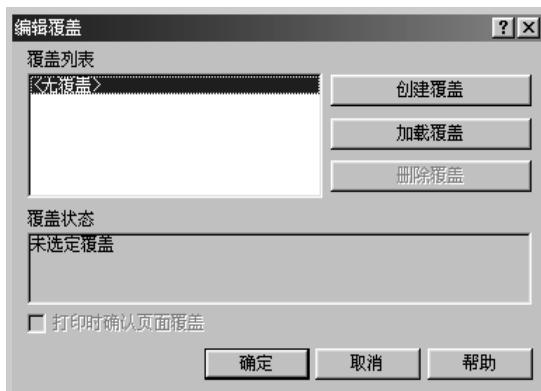 编辑覆盖
覆盖列表
<无覆盖>
创建覆盖
加载覆盖
删除覆盖
覆盖状态
未选定覆盖
打印时确认页面覆盖
确定
取消
帮助